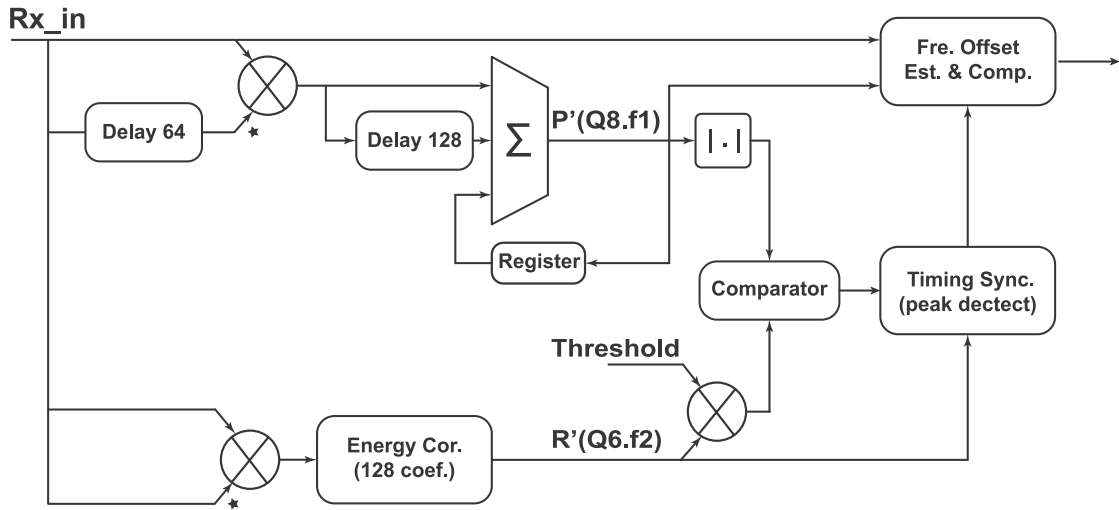 Rx_in
Fre. Offset
Est. & Comp.
Delay 64
Delay 128
Σ
P'(Q8.f1)
|.|
Register
Comparator
Timing Sync.
(peak dectect)
Threshold
Energy Cor.
(128 coef.)
R'(Q6.f2)